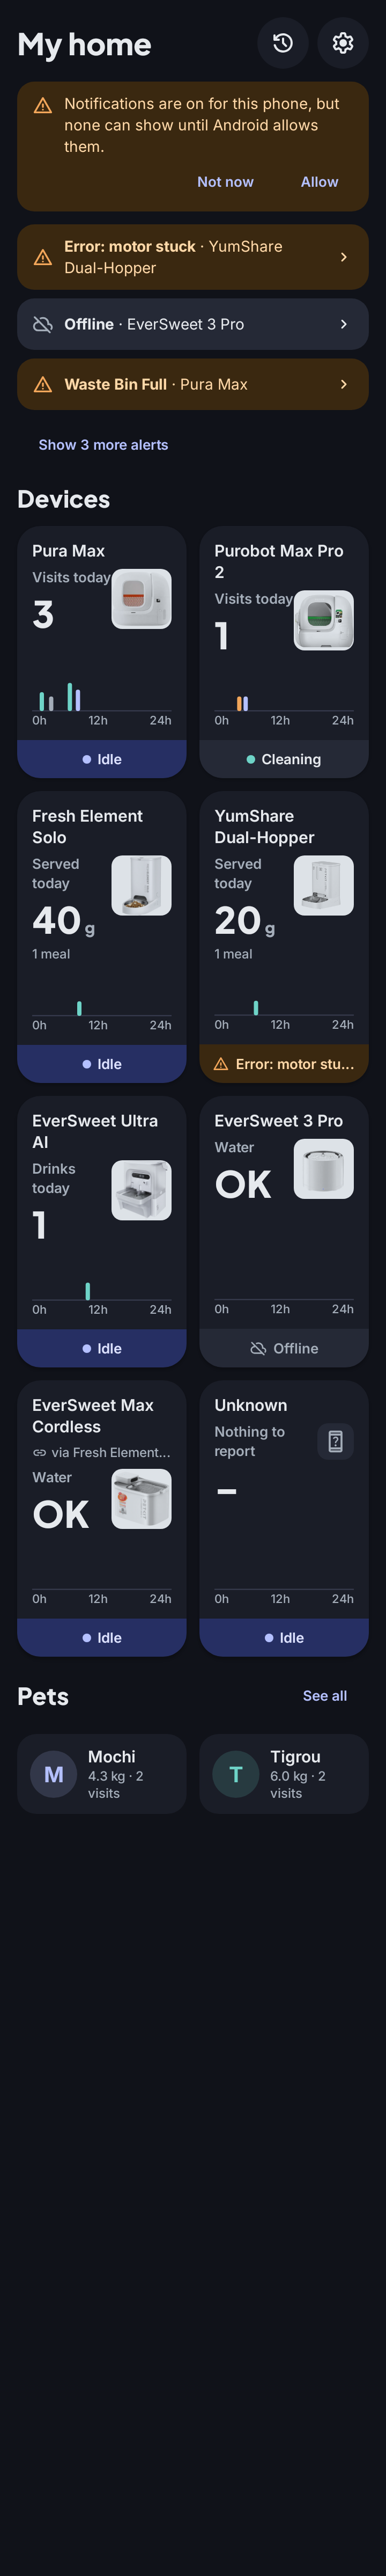 My home
Notifications are on for this phone, but
none can show until Android allows
them.
Not now Allow
Error: motor stuck · YumShare
Dual-Hopper
Offline · EverSweet 3 Pro
Waste Bin Full · Pura Max
Show 3 more alerts
Devices
Pura Max
Visits today
3
0h 12h 24h
Idle
Purobot Max Pro
2
Visits today
1
0h 12h 24h
Cleaning
Fresh Element
Solo
Served
today
40 g
1 meal
0h 12h 24h
Idle
YumShare
Dual-Hopper
Served
today
20 g
1 meal
0h 12h 24h
Error: motor stu...
EverSweet Ultra
AI
Drinks
today
1
0h 12h 24h
Idle
EverSweet 3 Pro
Water
OK
0h 12h 24h
Offline
EverSweet Max
Cordless
via Fresh Element...
Water
OK
0h 12h 24h
Idle
Unknown
Nothing to
report
–
0h 12h 24h
Idle
Pets
See all
M
Mochi
4.3 kg · 2
visits
T
Tigrou
6.0 kg · 2
visits